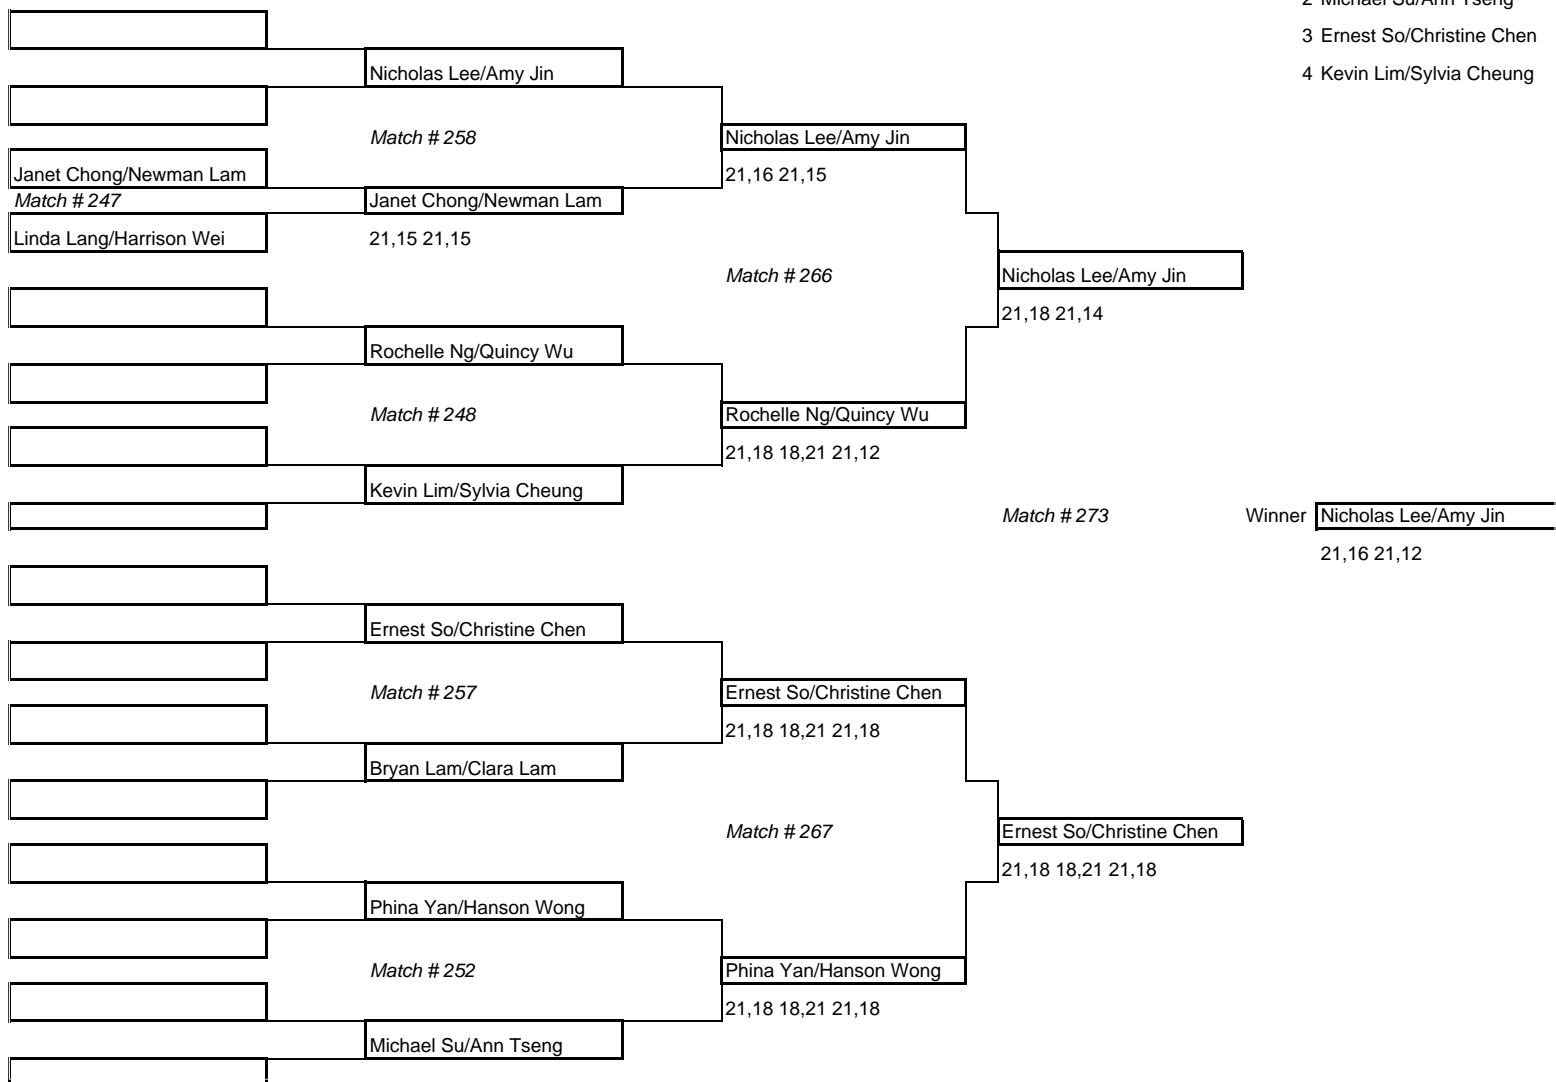 2 Michael Su/Ann Tseng
3 Ernest So/Christine Chen
4 Kevin Lim/Sylvia Cheung
Nicholas Lee/Amy Jin
Match # 258
Nicholas Lee/Amy Jin
Janet Chong/Newman Lam
21,16 21,15
Match # 247
Janet Chong/Newman Lam
Linda Lang/Harrison Wei
21,15 21,15
Match # 266
Nicholas Lee/Amy Jin
21,18 21,14
Rochelle Ng/Quincy Wu
Match # 248
Rochelle Ng/Quincy Wu
21,18 18,21 21,12
Kevin Lim/Sylvia Cheung
Match # 273
Winner Nicholas Lee/Amy Jin
21,16 21,12
Ernest So/Christine Chen
Match # 257
Ernest So/Christine Chen
21,18 18,21 21,18
Bryan Lam/Clara Lam
Match # 267
Ernest So/Christine Chen
21,18 18,21 21,18
Phina Yan/Hanson Wong
Match # 252
Phina Yan/Hanson Wong
21,18 18,21 21,18
Michael Su/Ann Tseng